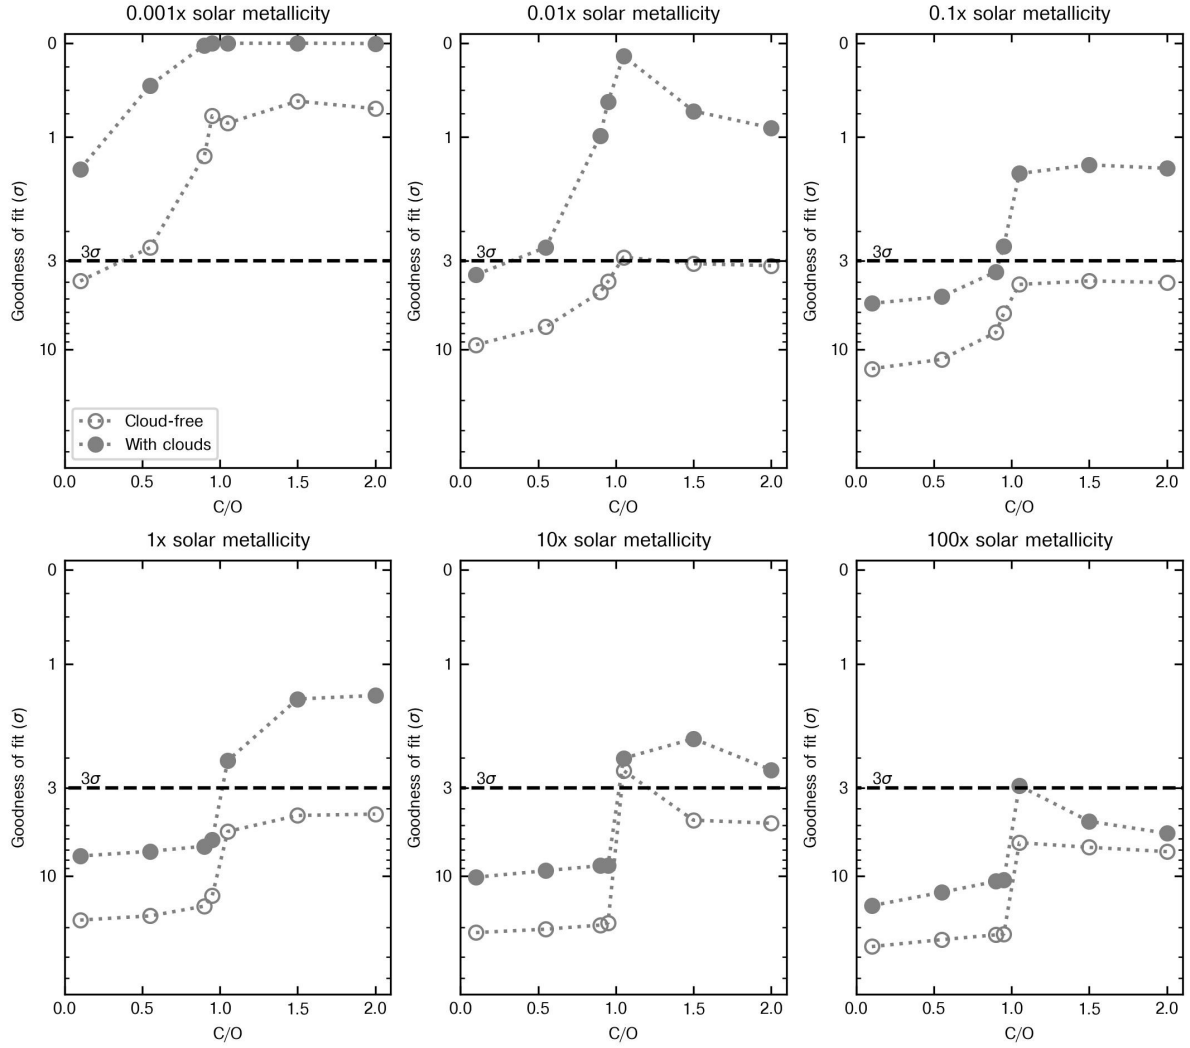 0.001x solar metallicity
0.01x solar metallicity
0.1x solar metallicity
Goodness of fit (σ)
0
1
3
10
3σ
Cloud-free
With clouds
0.0 0.5 1.0 1.5 2.0
C/O
Goodness of fit (σ)
0
1
3
10
3σ
0.0 0.5 1.0 1.5 2.0
C/O
Goodness of fit (σ)
0
1
3
10
3σ
0.0 0.5 1.0 1.5 2.0
C/O
1x solar metallicity
10x solar metallicity
100x solar metallicity
Goodness of fit (σ)
0
1
3
10
3σ
0.0 0.5 1.0 1.5 2.0
C/O
Goodness of fit (σ)
0
1
3
10
3σ
0.0 0.5 1.0 1.5 2.0
C/O
Goodness of fit (σ)
0
1
3
10
3σ
0.0 0.5 1.0 1.5 2.0
C/O